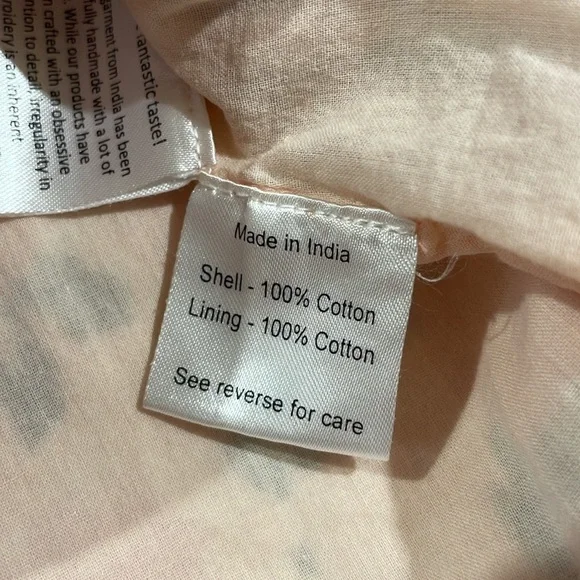 fantastic taste!
garment from India has been
fully handmade with a lot of
While our products have
crafted with an obsessive
to detail, irregularity in
is an inherent
Made in India
Shell - 100% Cotton
Lining - 100% Cotton
See reverse for care